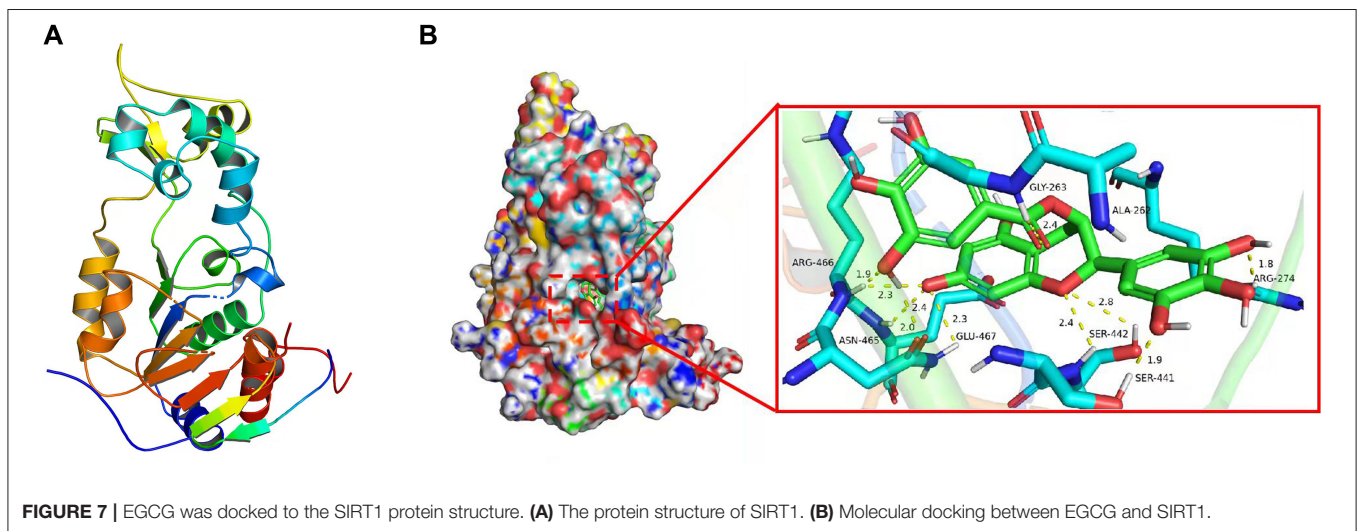 A
B
GLY-263
ALA-262
2.4
1.8
ARG-466
1.9
ARG-274
2.3
2.8
2.4
2.3
2.4
SER-442
2.0
ASN-465
GLU-467
1.9
SER-441
FIGURE 7 | EGCG was docked to the SIRT1 protein structure. (A) The protein structure of SIRT1. (B) Molecular docking between EGCG and SIRT1.